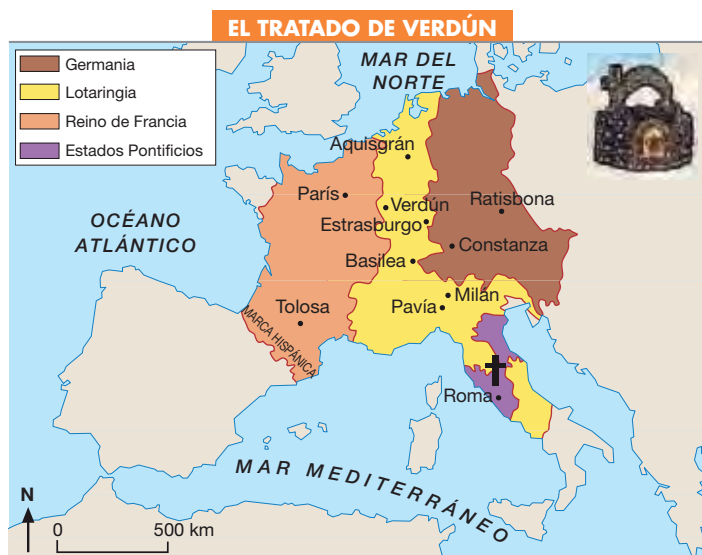 EL TRATADO DE VERDÚN
Germania
Lotaringia
Reino de Francia
Estados Pontificios
MAR DEL
NORTE
OCÉANO
ATLÁNTICO
Aquisgrán
París
Verdún
Estrasburgo
Ratisbona
Constanza
Basilea
Milán
Pavía
Tolosa
MARCA HISPÁNICA
Roma
MAR MEDITERRÁNEO
N
0 500 km